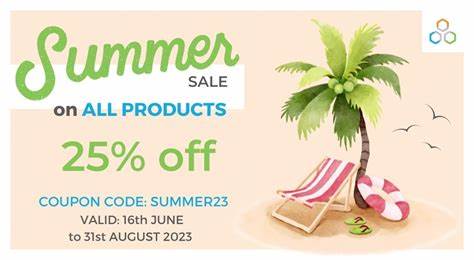 Summer
SALE
on ALL PRODUCTS
25% off
COUPON CODE: SUMMER23
VALID: 16th JUNE
to 31st AUGUST 2023